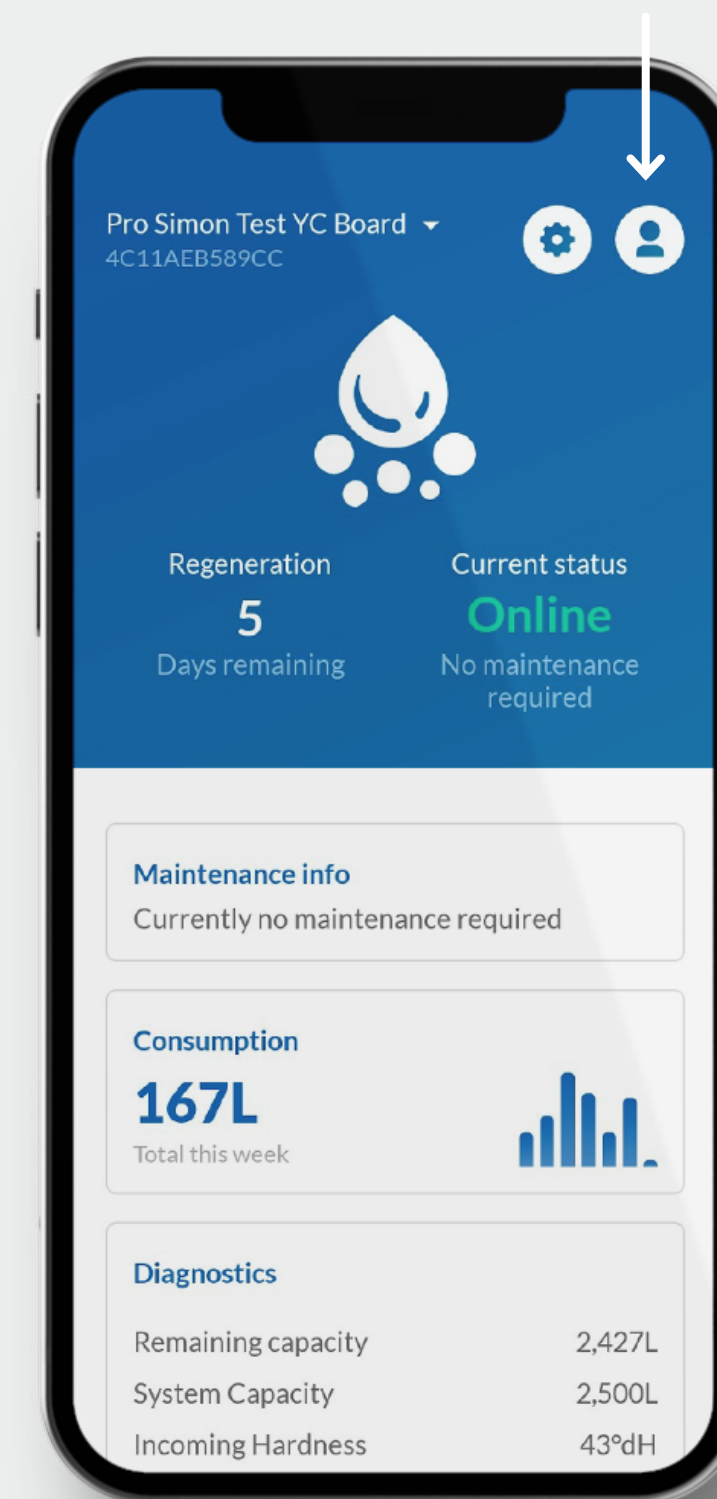 Pro Simon Test YC Board
4C11AEB589CC
Regeneration
5
Days remaining
Current status
Online
No maintenance
required
Maintenance info
Currently no maintenance required
Consumption
167L
Total this week
Diagnostics
Remaining capacity 2,427L
System Capacity 2,500L
Incoming Hardness 43°dH